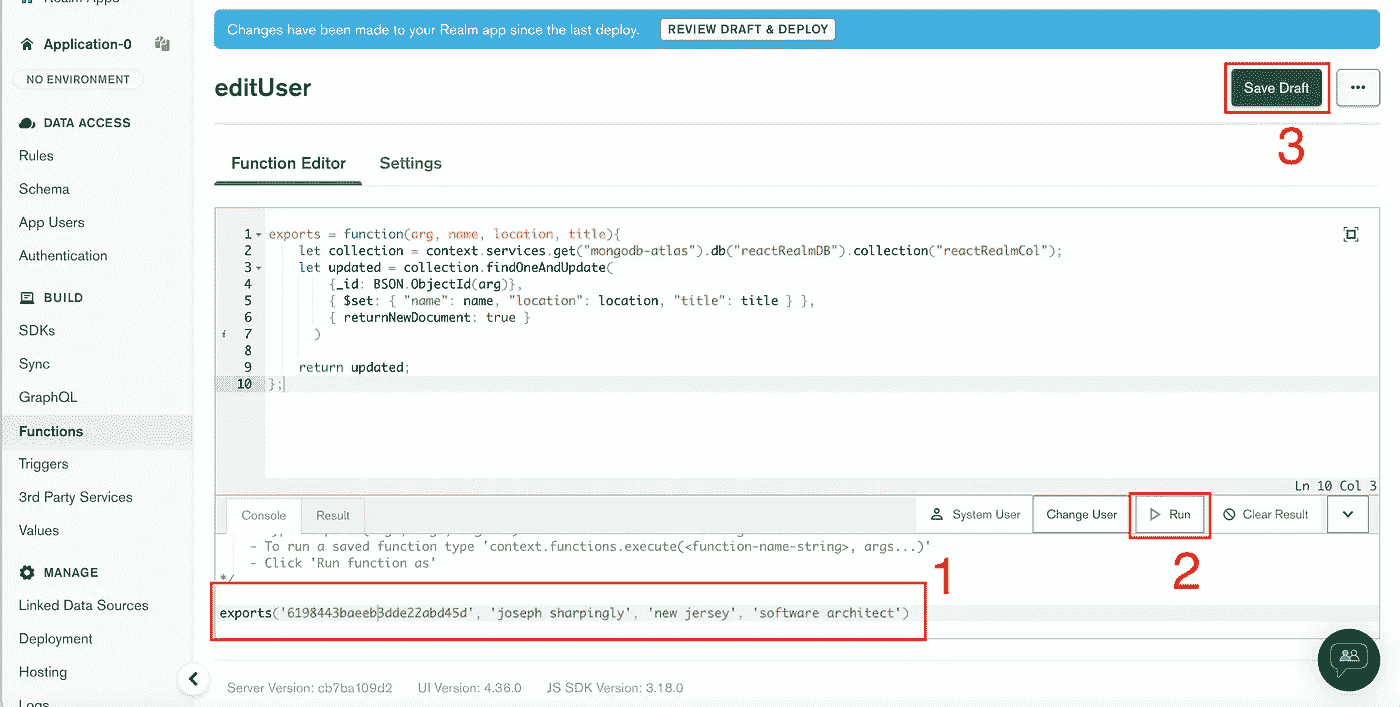 Realm Apps
Application-0
NO ENVIRONMENT
DATA ACCESS
Rules
Schema
App Users
Authentication
BUILD
SDKs
Sync
GraphQL
Functions
Triggers
3rd Party Services
Values
MANAGE
Linked Data Sources
Deployment
Hosting
Logs
Changes have been made to your Realm app since the last deploy. REVIEW DRAFT & DEPLOY
editUser
Save Draft
3
Function Editor Settings
1 exports = function(arg, name, location, title){
2 let collection = context.services.get("mongodb-atlas").db("reactRealmDB").collection("reactRealmCol");
3 let updated = collection.findOneAndUpdate(
4 {_id: BSON.ObjectId(arg)},
5 { $set: { "name": name, "location": location, "title": title } },
6 { returnNewDocument: true }
i 7 )
8
9 return updated;
10 };
Ln 10 Col 3
Console Result System User Change User Run Clear Result
- To run a saved function type 'context.functions.execute(<function-name-string>, args...)'
- Click 'Run function as'
*/
1
2
exports('6198443baeeb3dde22abd45d', 'joseph sharpingly', 'new jersey', 'software architect')
Server Version: cb7ba109d2 UI Version: 4.36.0 JS SDK Version: 3.18.0